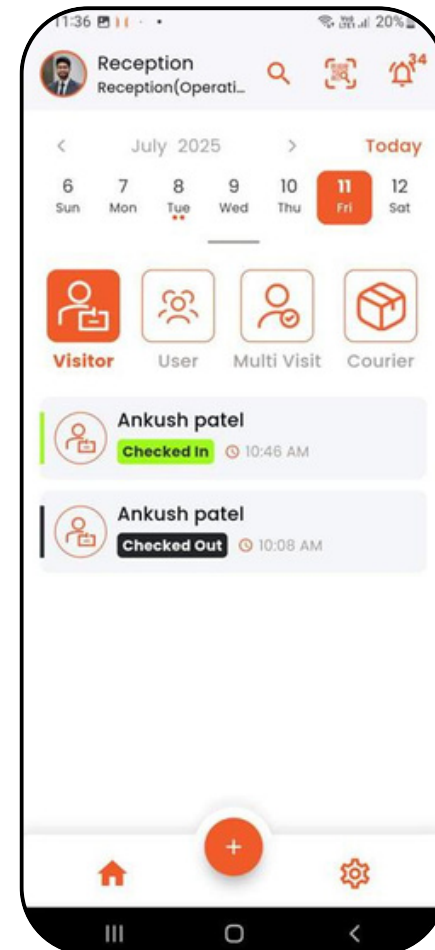 11:36 20%
Reception
Reception(Operati...
34
July 2025
Today
6 7 8 9 10 11 12
Sun Mon Tue Wed Thu Fri Sat
Visitor User Multi Visit Courier
Ankush patel
Checked In 10:46 AM
Ankush patel
Checked Out 10:08 AM